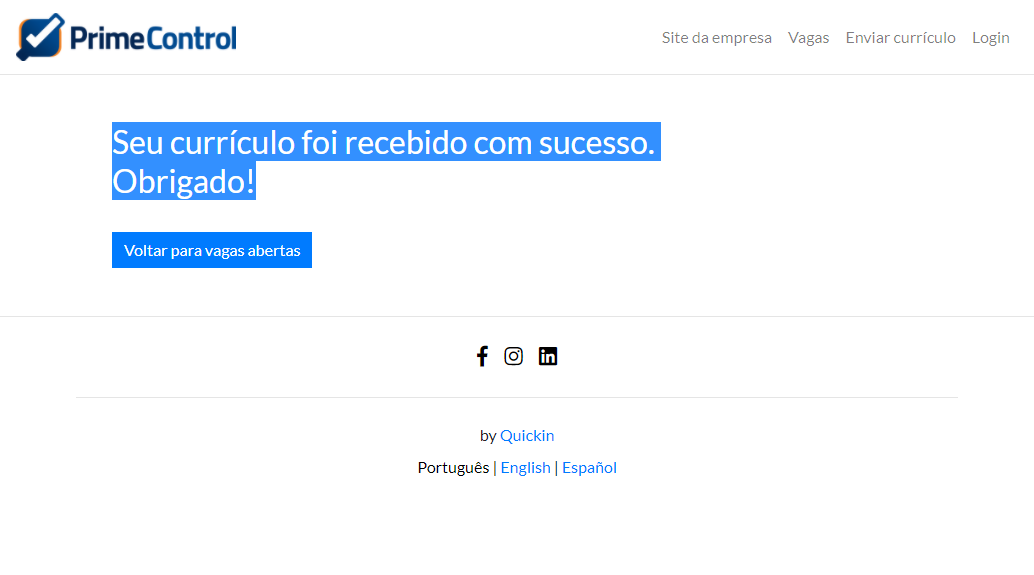 PrimeControl
Site da empresa Vagas Enviar currículo Login
Seu currículo foi recebido com sucesso.
Obrigado!
Voltar para vagas abertas
by Quickin
Português | English | Español